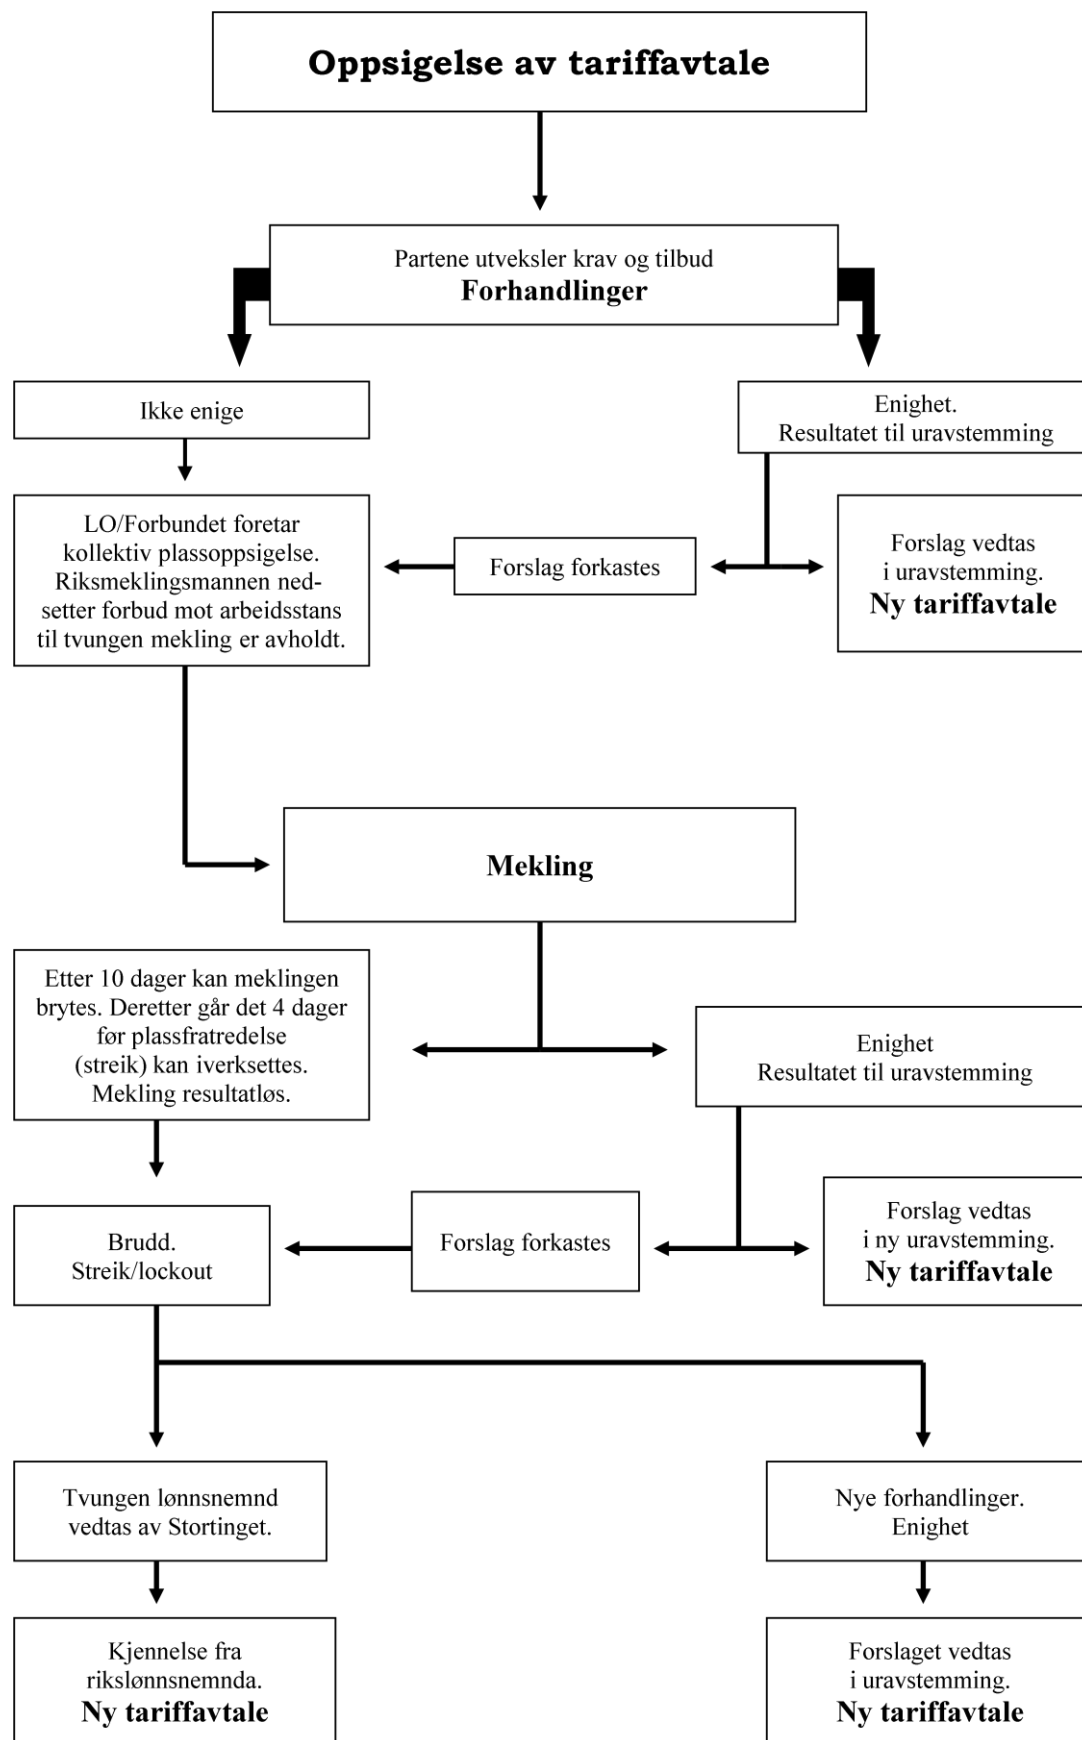 Oppsigelse av tariffavtale
Partene utveksler krav og tilbud
Forhandlinger
Ikke enige
Enighet.
Resultatet til uravstemming
LO/Forbundet foretar
kollektiv plassoppsigelse.
Riksmeklingsmannen ned-
setter forbud mot arbeidsstans
til tvungen mekling er avholdt.
Forslag forkastes
Forslag vedtas
i uravstemming.
Ny tariffavtale
Mekling
Etter 10 dager kan meklingen
brytes. Deretter går det 4 dager
før plassfratredelse
(streik) kan iverksettes.
Mekling resultatløs.
Enighet
Resultatet til uravstemming
Brudd.
Streik/lockout
Forslag forkastes
Forslag vedtas
i ny uravstemming.
Ny tariffavtale
Tvungen lønnsnemnd
vedtas av Stortinget.
Nye forhandlinger.
Enighet
Kjennelse fra
rikslønnsnemnda.
Ny tariffavtale
Forslaget vedtas
i uravstemming.
Ny tariffavtale